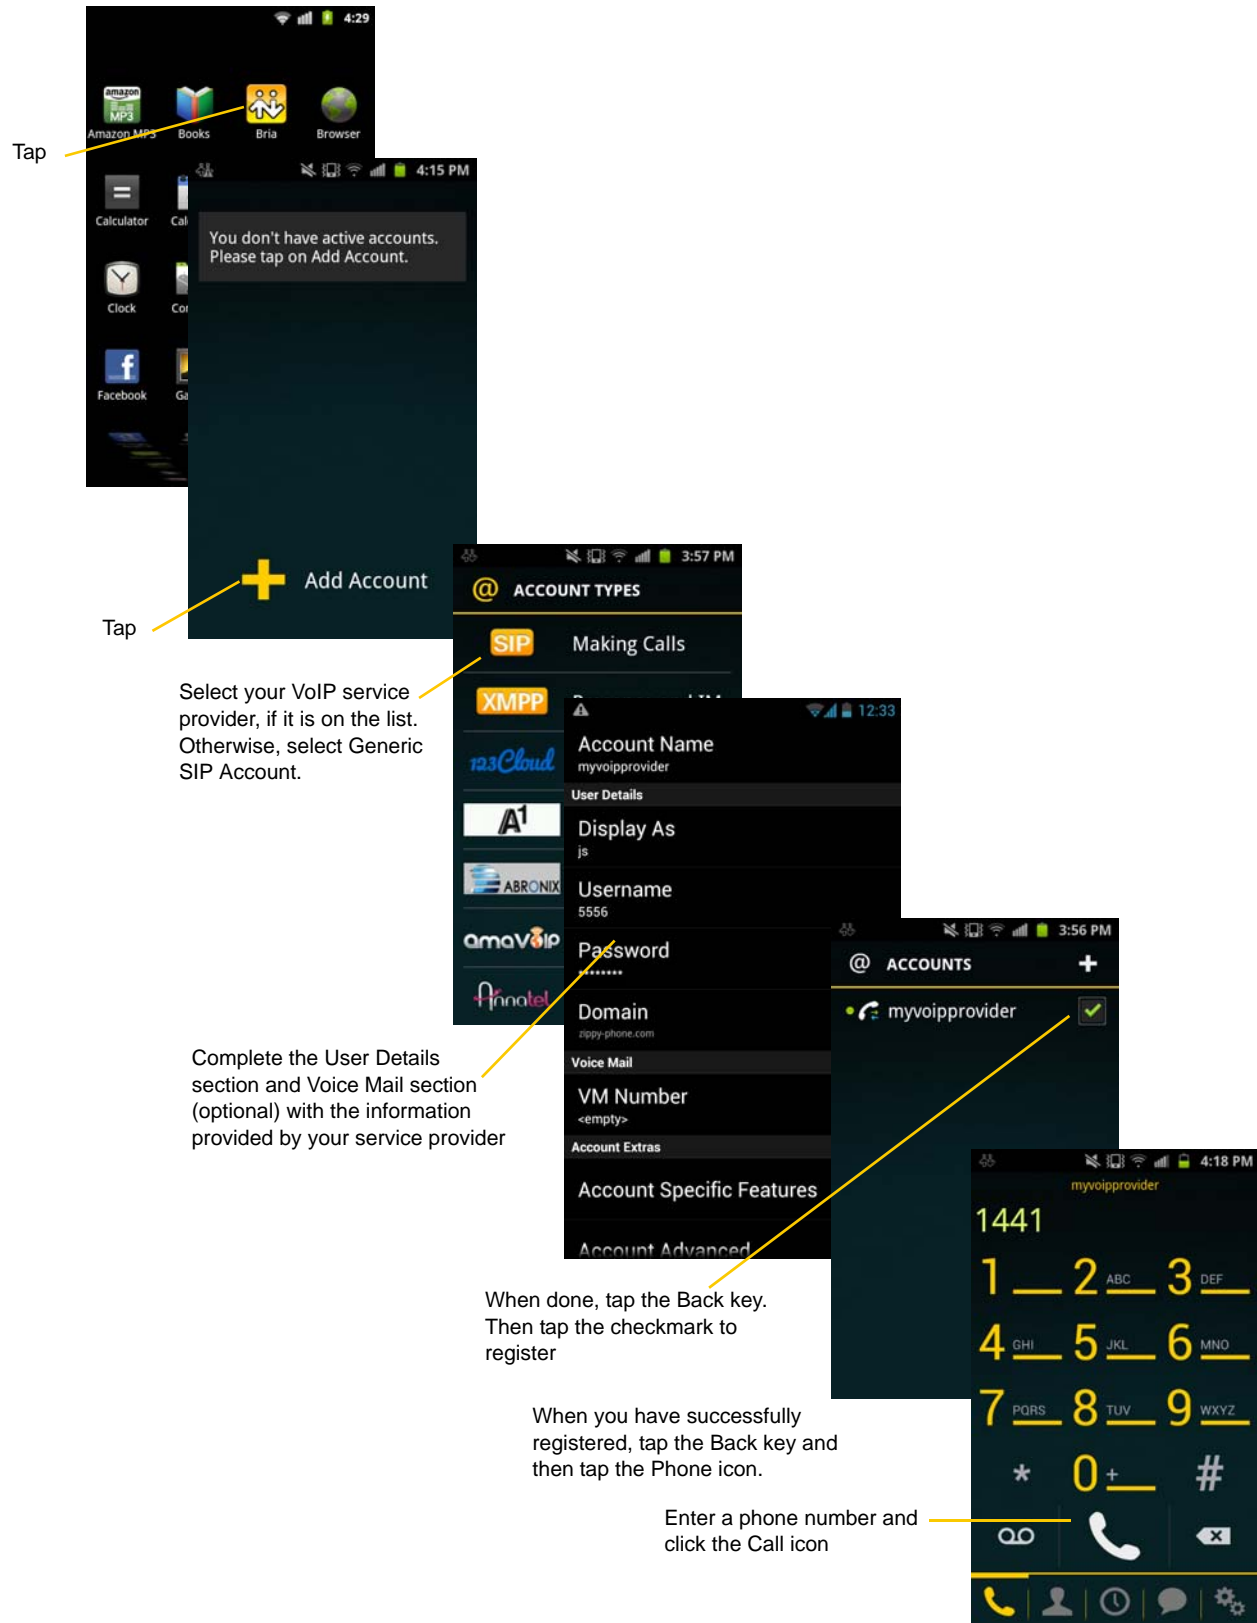 4:29
amazon
MP3
Amazon MP3
Books
Bria
Browser
Tap
4:15 PM
Calculator
Cal
You don't have active accounts.
Please tap on Add Account.
Clock
Facebook
Ga
Add Account
Tap
3:57 PM
@ ACCOUNT TYPES
SIP Making Calls
Select your VoIP service
provider, if it is on the list.
Otherwise, select Generic
SIP Account.
XMPP
123Cloud
A1
ABRONIX
amaVoIP
Annatel
12:33
Account Name
myvoipprovider
User Details
Display As
js
Username
5556
Password
********
Domain
zippy-phone.com
Voice Mail
VM Number
<empty>
Account Extras
Account Specific Features
Account Advanced
Complete the User Details
section and Voice Mail section
(optional) with the information
provided by your service provider
3:56 PM
@ ACCOUNTS +
myvoipprovider
When done, tap the Back key.
Then tap the checkmark to
register
4:18 PM
myvoipprovider
1441
1 2 ABC 3 DEF
4 GHI 5 JKL 6 MNO
7 PQRS 8 TUV 9 WXYZ
* 0 + #
When you have successfully
registered, tap the Back key and
then tap the Phone icon.
Enter a phone number and
click the Call icon